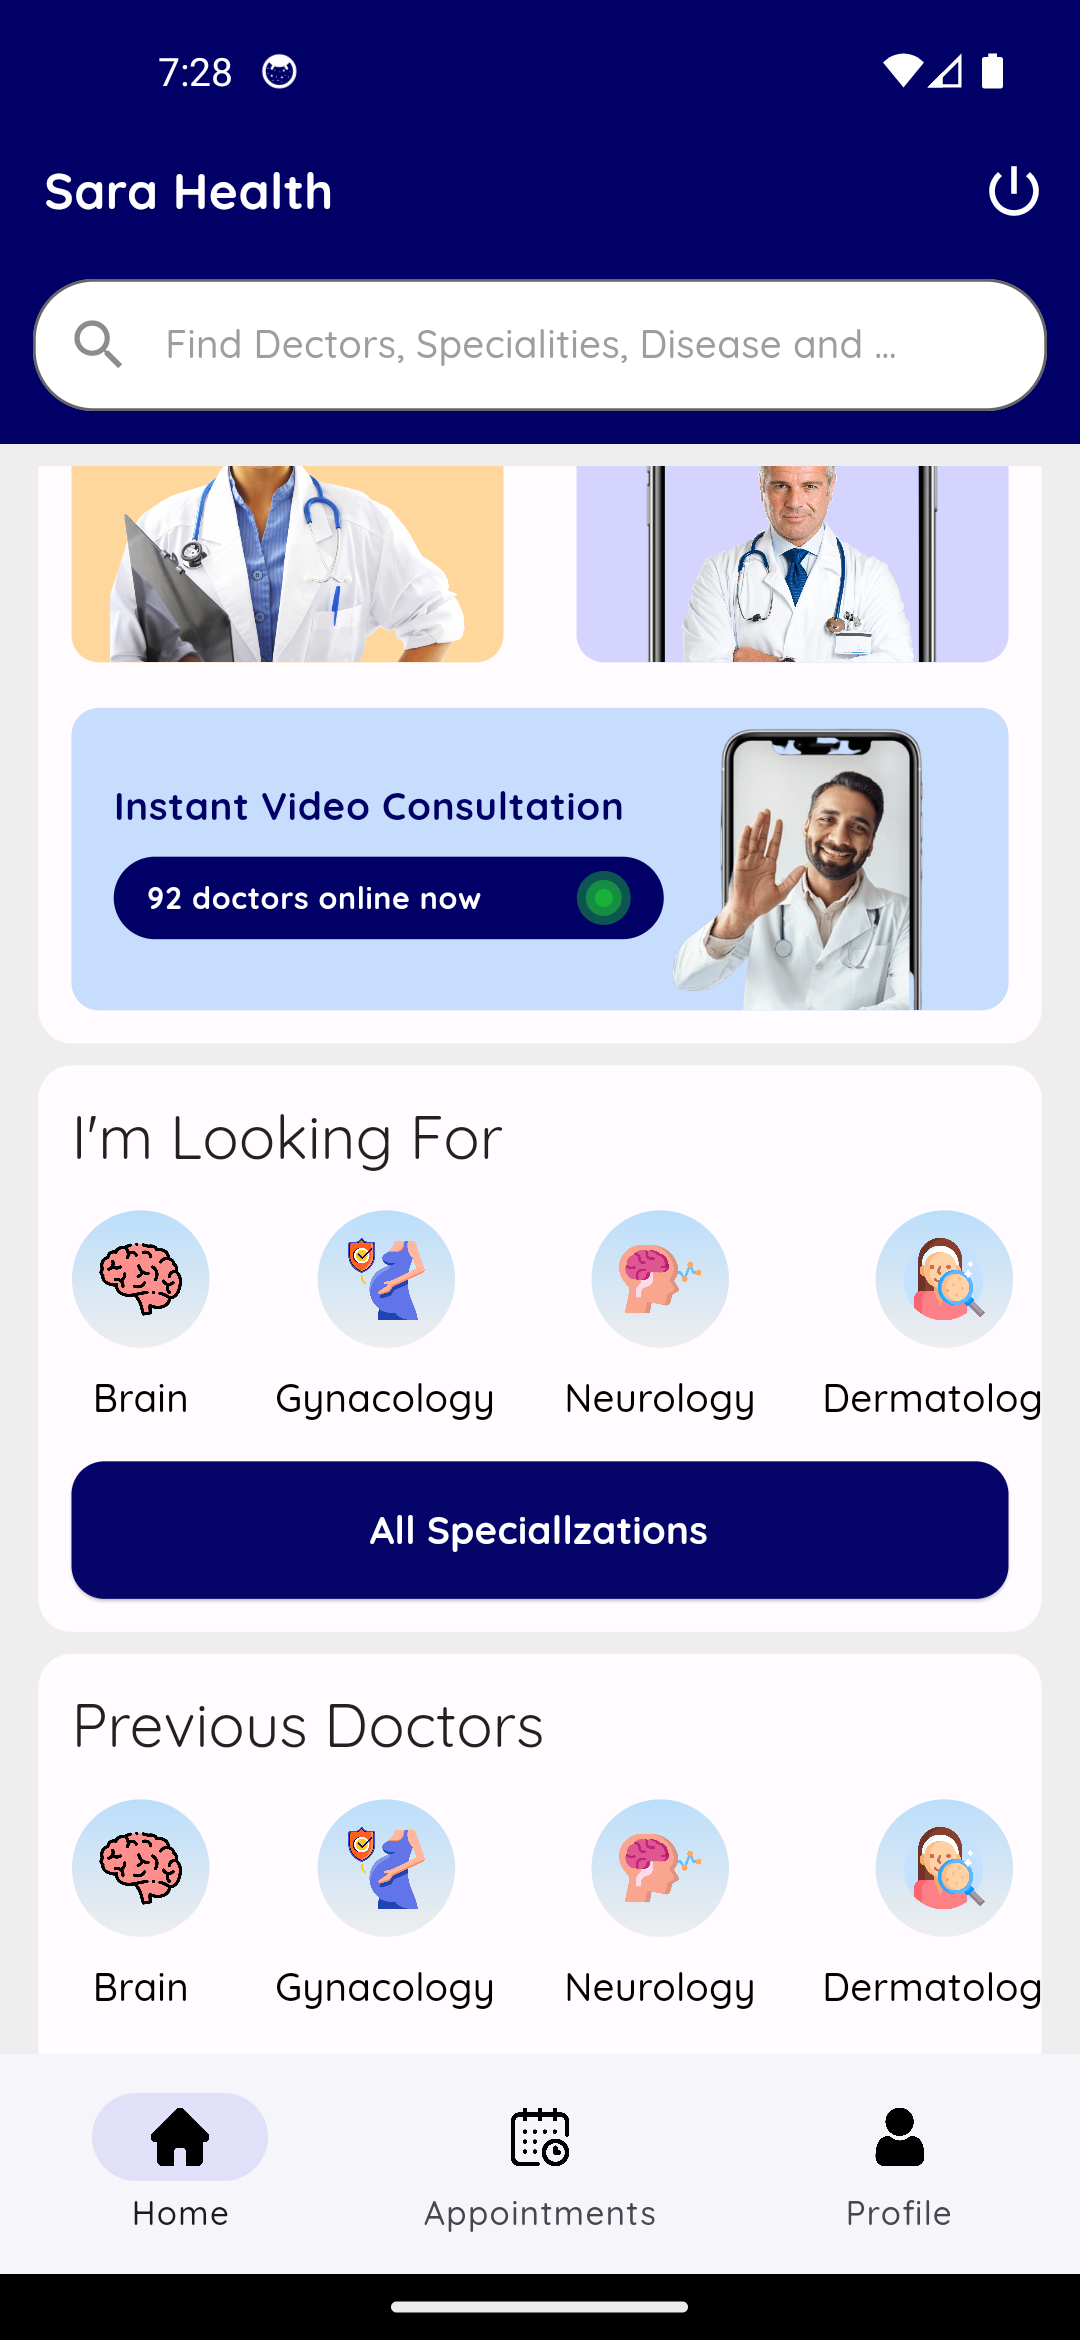 7:28
Sara Health
Find Dectors, Specialities, Disease and ...
Instant Video Consultation
92 doctors online now
I'm Looking For
Brain Gynacology Neurology Dermatolog
All Speciallzations
Previous Doctors
Brain Gynacology Neurology Dermatolog
Home Appointments Profile